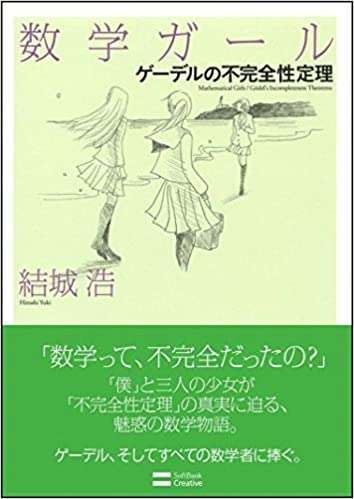 数学ガール
ゲーデルの不完全性定理
Mathematical Girls / Gödel's Incompleteness Theorems
結城 浩
Hiroshi Yuki
「数学って、不完全だったの?」
「僕」と三人の少女が
「不完全性定理」の真実に迫る、
魅惑の数学物語。
ゲーデル、そしてすべての数学者に捧ぐ。
SoftBank
Creative